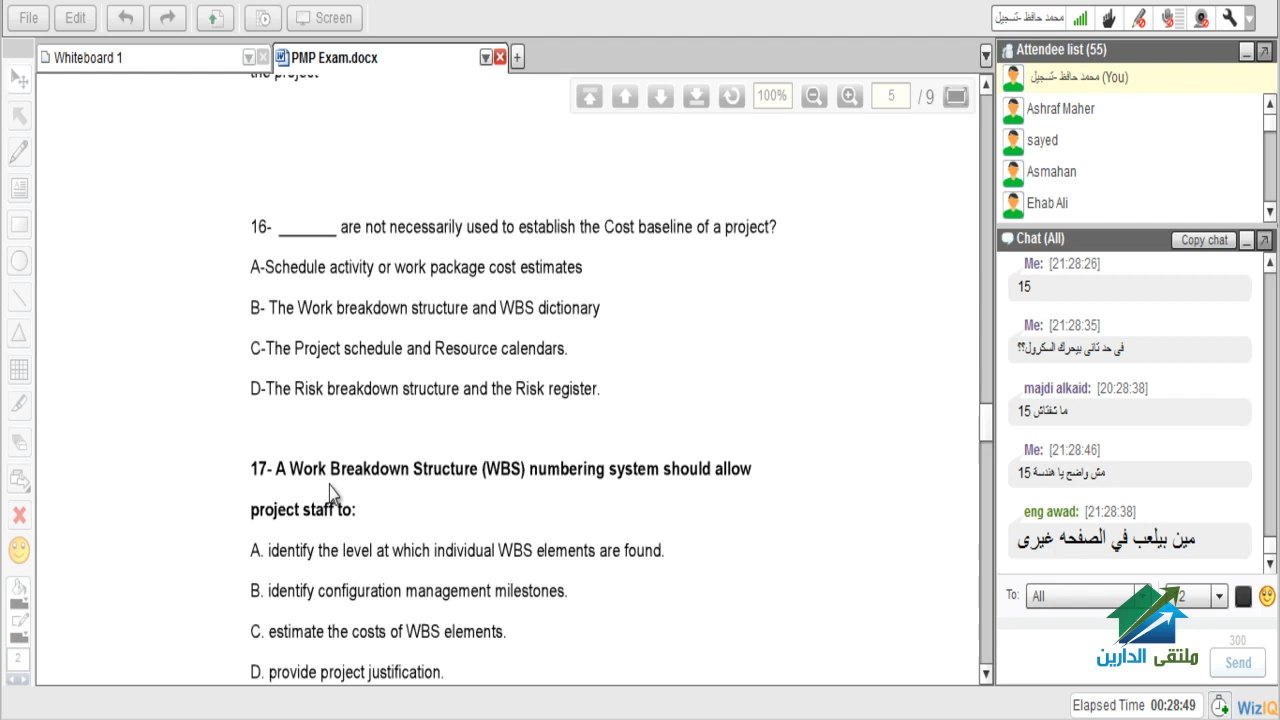 File
Edit
Screen
محمد حافظ -تسجيل
Whiteboard 1
PMP Exam.docx
+
Attendee list (55)
محمد حافظ -تسجيل (You)
Ashraf Maher
sayed
Asmahan
Ehab Ali
the project
100%
5
/ 9
16- _______ are not necessarily used to establish the Cost baseline of a project?
A-Schedule activity or work package cost estimates
B- The Work breakdown structure and WBS dictionary
C-The Project schedule and Resource calendars.
D-The Risk breakdown structure and the Risk register.
17- A Work Breakdown Structure (WBS) numbering system should allow
project staff to:
A. identify the level at which individual WBS elements are found.
B. identify configuration management milestones.
C. estimate the costs of WBS elements.
D. provide project justification.
2
Chat (All)
Copy chat
Me: [21:28:26]
15
Me: [21:28:35]
فى حد تانى بيحرك السكرول؟؟
majdi alkaid: [20:28:38]
15 ما تفتاش
Me: [21:28:46]
مش واضح يا هندسة 15
eng awad: [21:28:38]
مين بيلعب في الصفحه غيرى
To:
All
2
300
Send
ملتقى الدارين
Elapsed Time 00:28:49
WizIQ